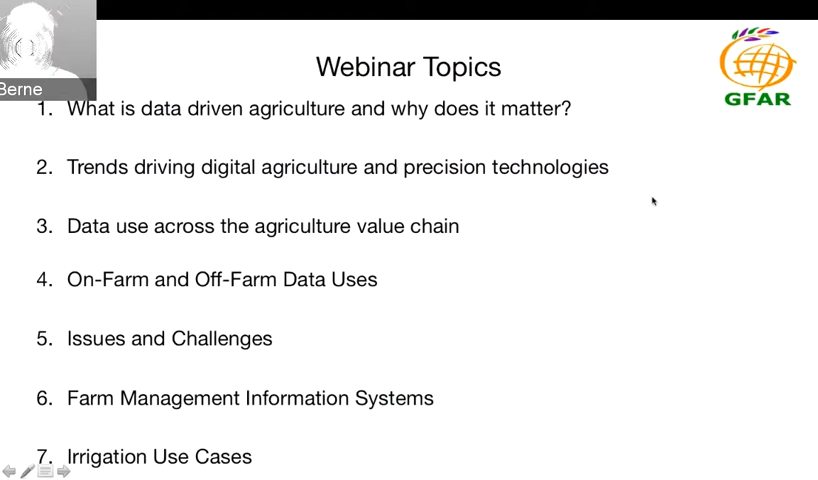 Berne
Webinar Topics
GFAR
1. What is data driven agriculture and why does it matter?
2. Trends driving digital agriculture and precision technologies
3. Data use across the agriculture value chain
4. On-Farm and Off-Farm Data Uses
5. Issues and Challenges
6. Farm Management Information Systems
7. Irrigation Use Cases